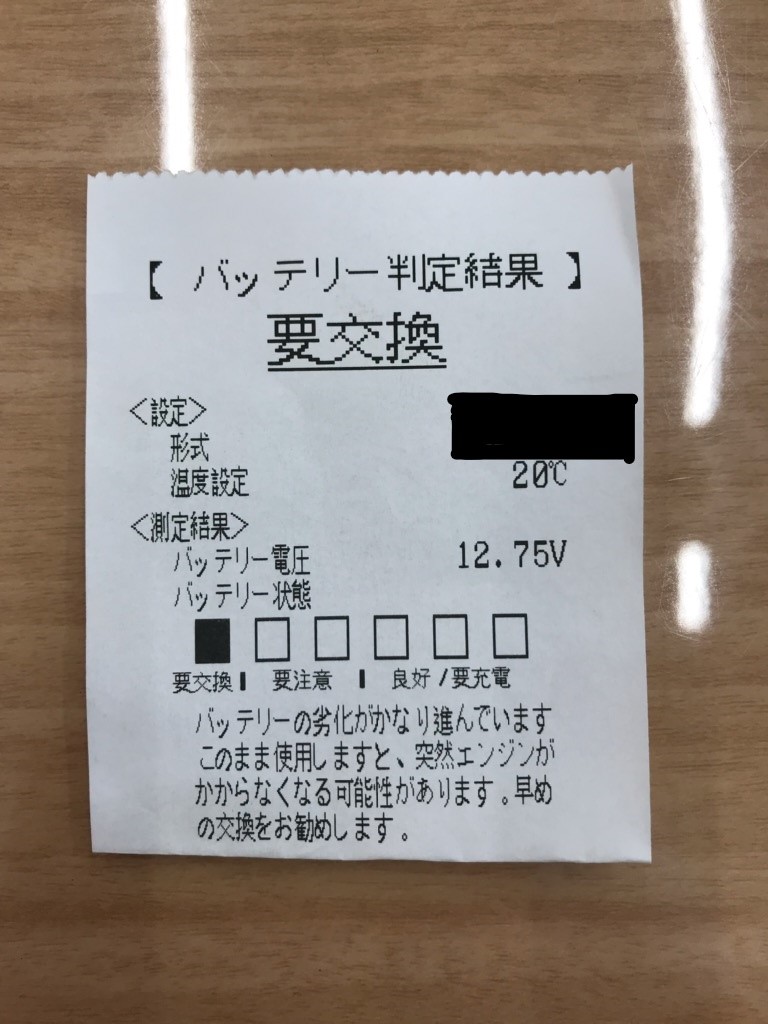 【 バッテリー判定結果 】
要交換
<設定>
形式
温度設定 20℃
<測定結果>
バッテリー電圧 12.75V
バッテリー状態
■□□□□□
要交換 | 要注意 | 良好/要充電
バッテリーの劣化がかなり進んでいます
このまま使用しますと、突然エンジンが
かからなくなる可能性があります。早め
の交換をお勧めします。